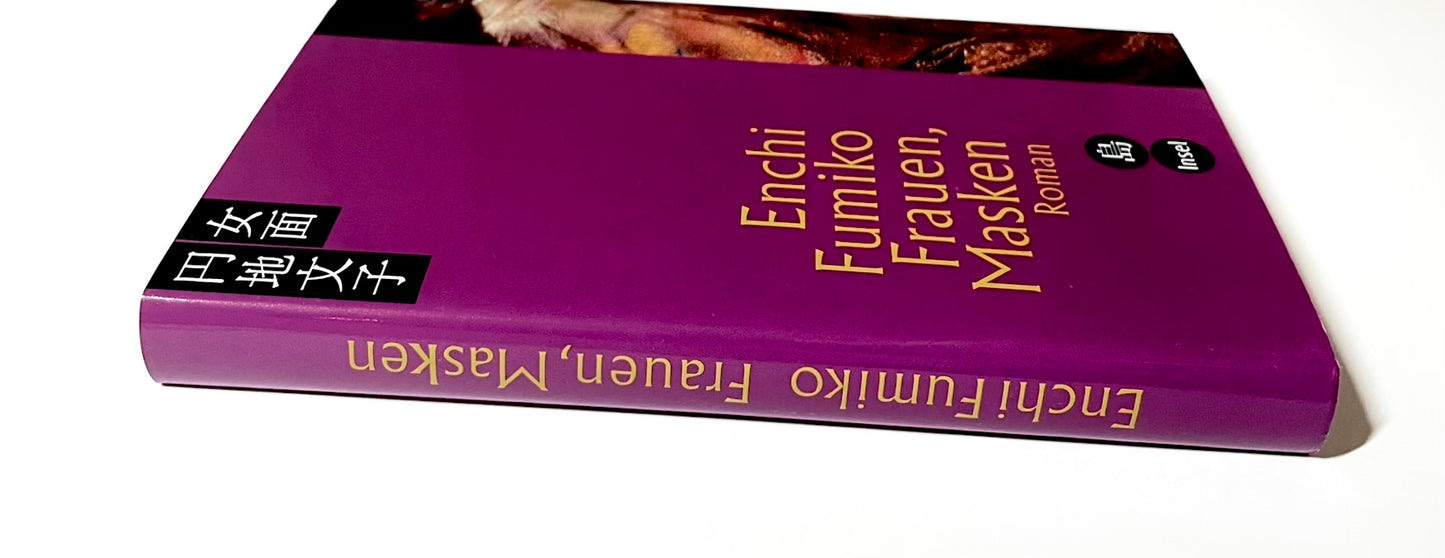 女面
円地文子
Enchi
Fumiko
Frauen,
Masken
Roman
島
Insel
Enchi Fumiko Frauen, Masken